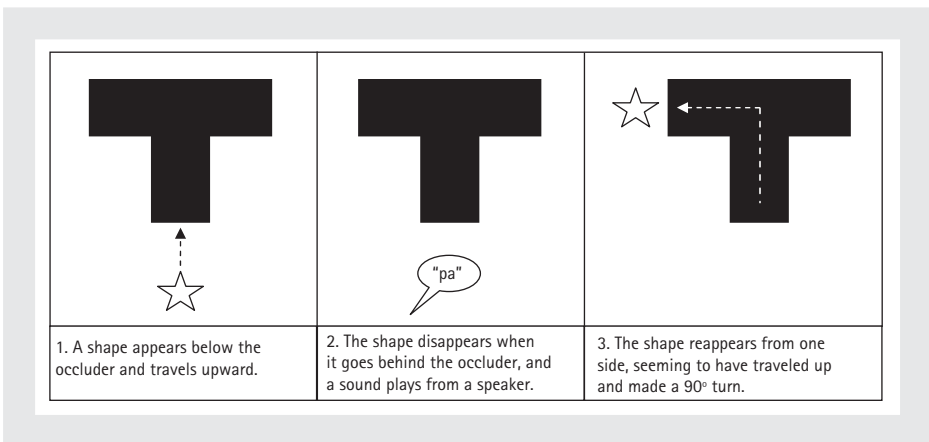 "pa"
1. A shape appears below the
occluder and travels upward.
2. The shape disappears when
it goes behind the occluder, and
a sound plays from a speaker.
3. The shape reappears from one
side, seeming to have traveled up
and made a 90° turn.